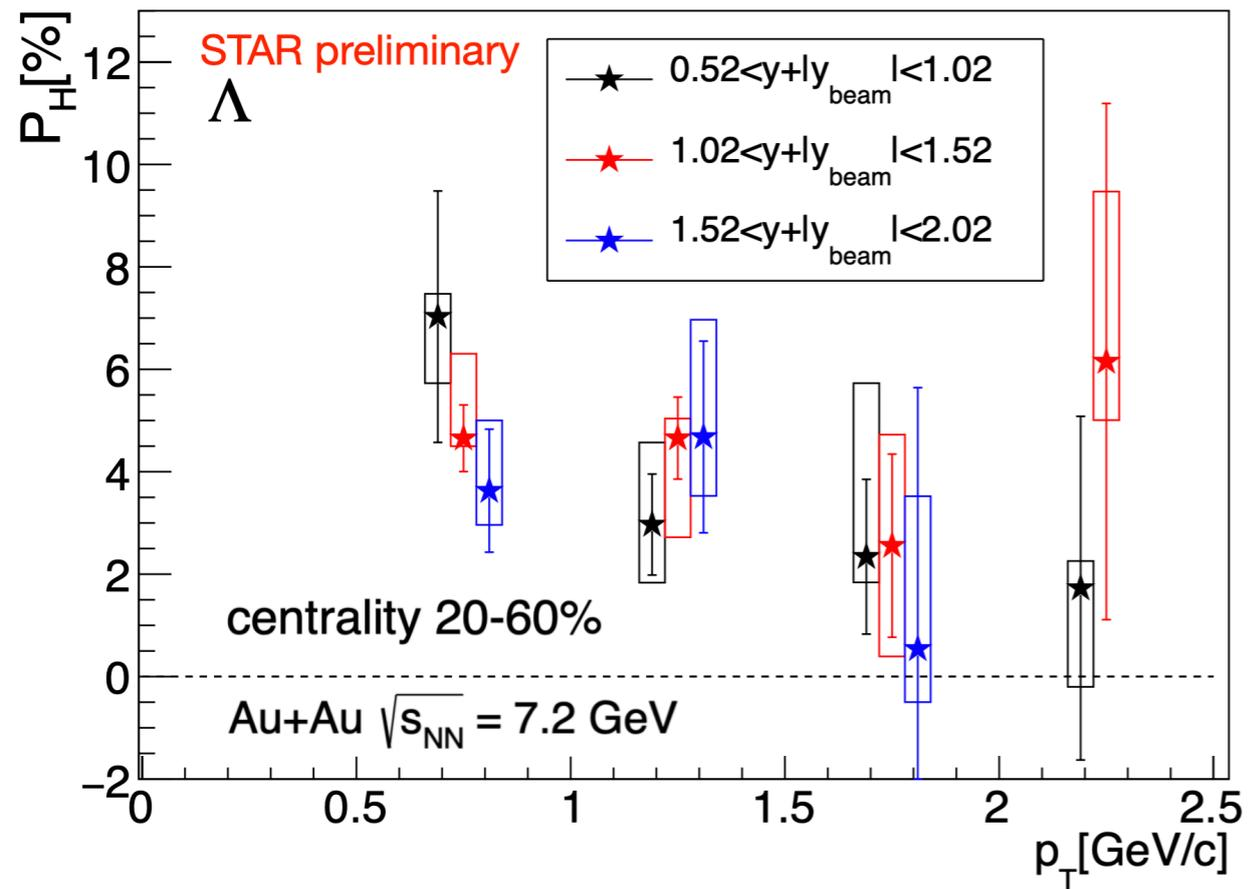 P_H[%]
STAR preliminary
Λ
0.52<y+|y_beam|<1.02
1.02<y+|y_beam|<1.52
1.52<y+|y_beam|<2.02
12
10
8
6
4
2
0
−2
centrality 20-60%
Au+Au √s_NN = 7.2 GeV
0 0.5 1 1.5 2 2.5
p_T[GeV/c]